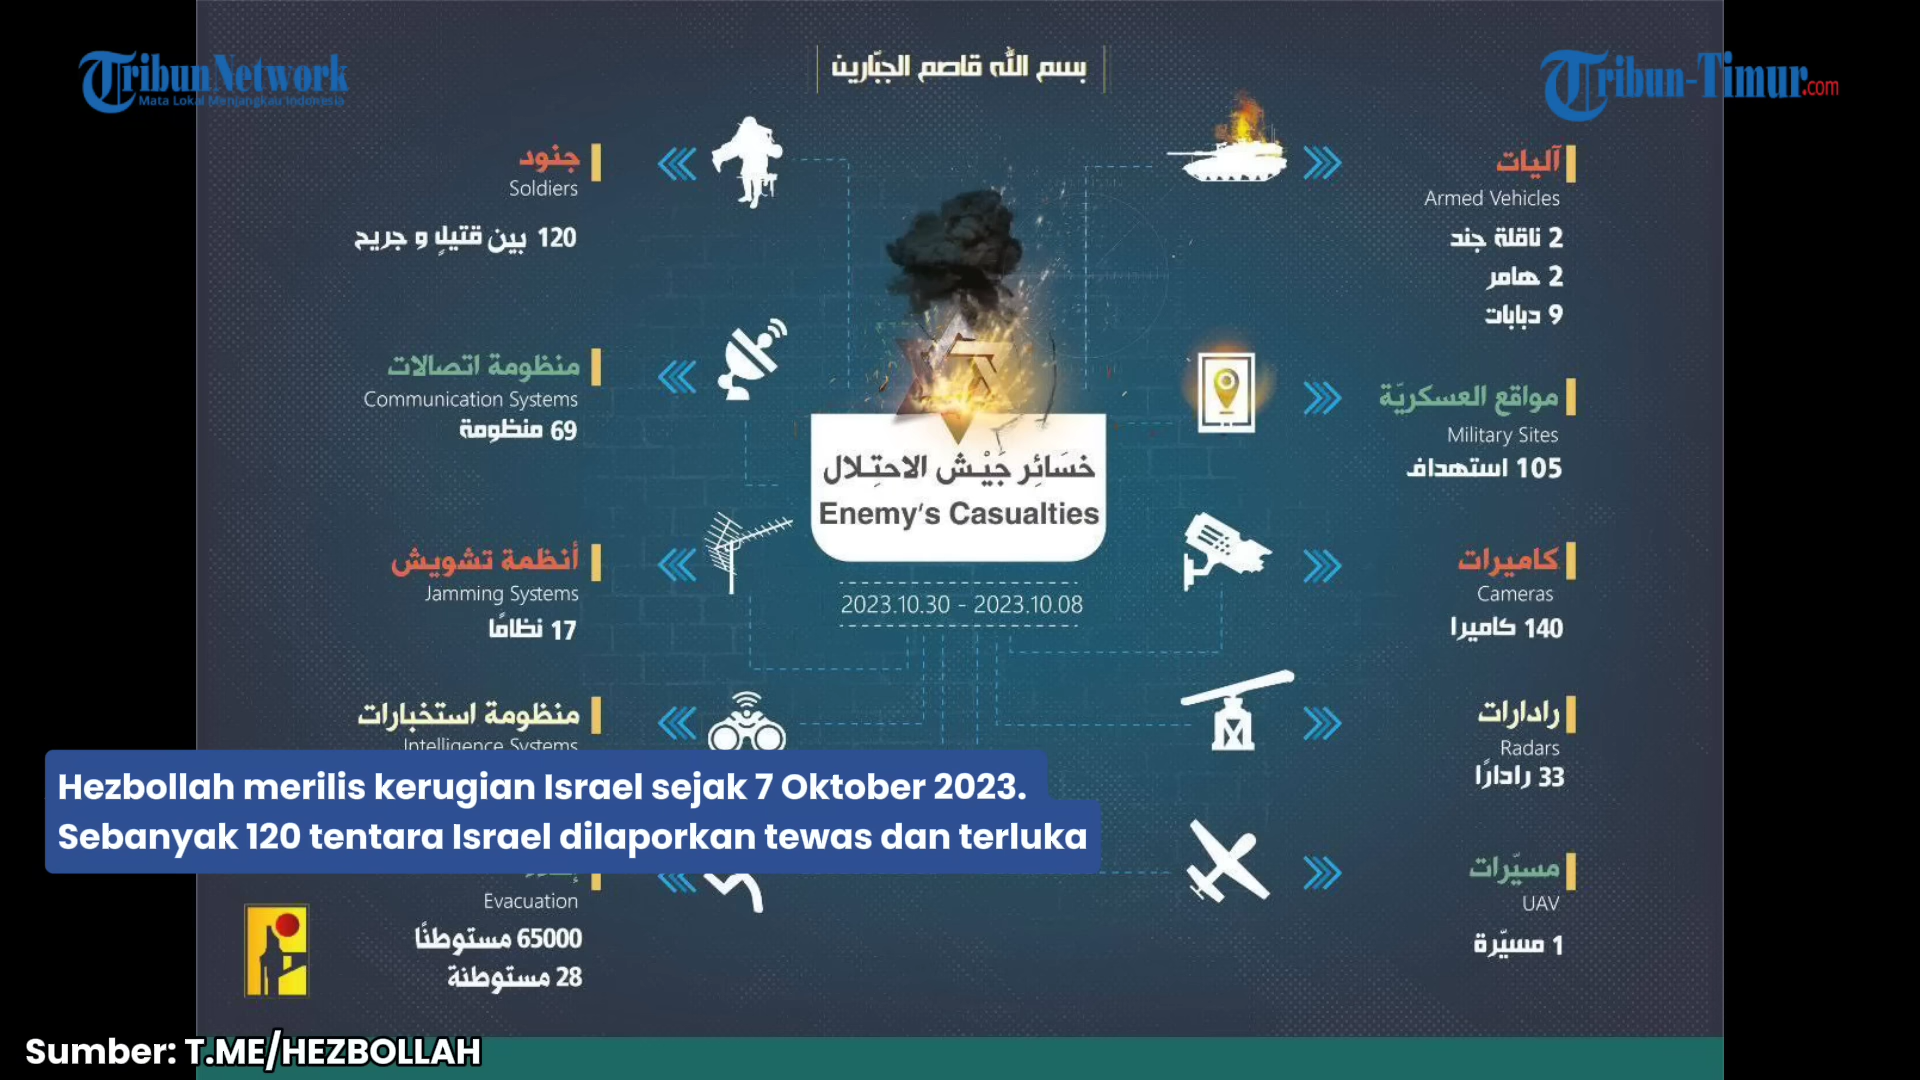 TribunNetwork
Mata Lokal Menjangkau Indonesia
Tribun-Timur.com
بسم الله قاصم الجبّارين
جنود
Soldiers
120 بين قتيلٍ و جريح
منظومة اتصالات
Communication Systems
69 منظومة
أنظمة تشويش
Jamming Systems
17 نظامًا
منظومة استخبارات
Intelligence Systems
Evacuation
65000 مستوطنًا
28 مستوطنة
خسَائِر جَيْش الاحتِلال
Enemy's Casualties
2023.10.30 - 2023.10.08
آليات
Armed Vehicles
2 ناقلة جند
2 هامر
9 دبابات
مواقع العسكريّة
Military Sites
105 استهداف
كاميرات
Cameras
140 كاميرا
رادارات
Radars
33 رادارًا
مسيّرات
UAV
1 مسيّرة
Hezbollah merilis kerugian Israel sejak 7 Oktober 2023.
Sebanyak 120 tentara Israel dilaporkan tewas dan terluka
Sumber: T.ME/HEZBOLLAH